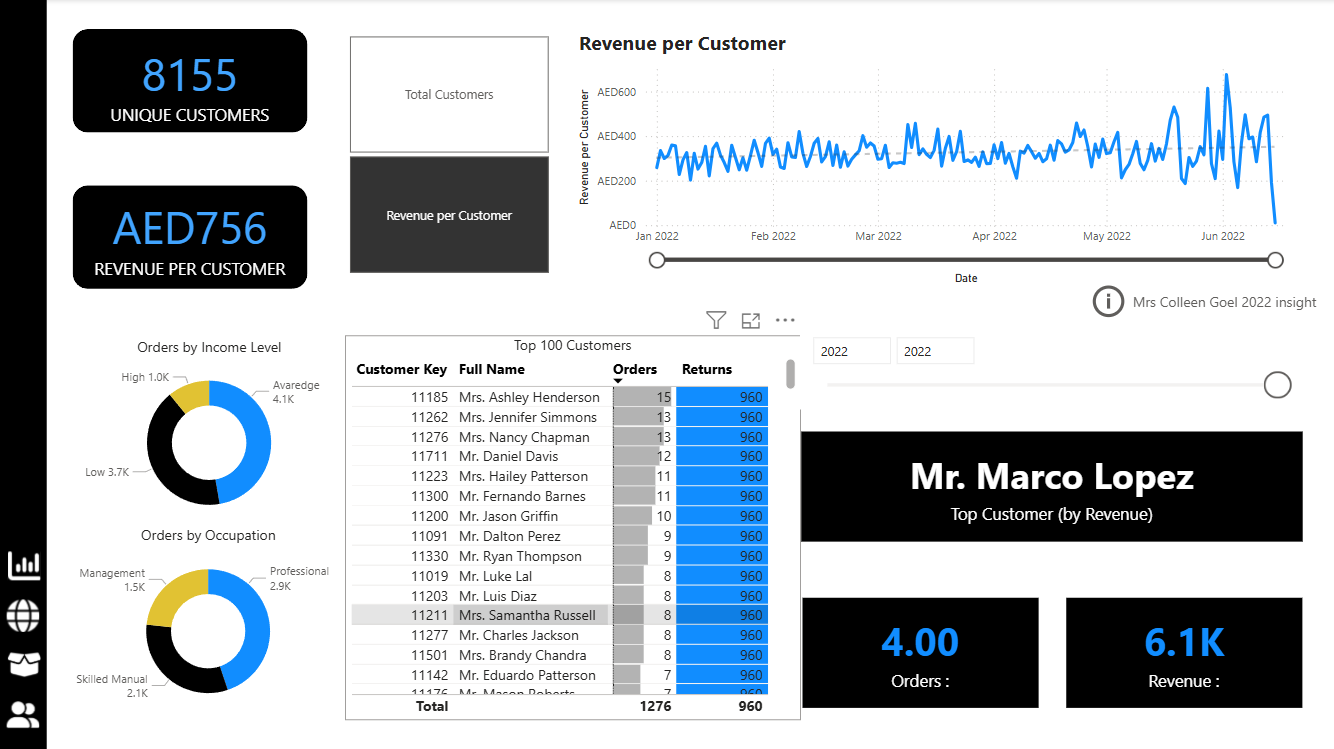 8155
UNIQUE CUSTOMERS
AED756
REVENUE PER CUSTOMER
Total Customers
Revenue per Customer
Revenue per Customer
Revenue per Customer
AED600
AED400
AED200
AED0
Jan 2022 Feb 2022 Mar 2022 Apr 2022 May 2022 Jun 2022
Date
Mrs Colleen Goel 2022 insight
Orders by Income Level
High 1.0K
Avaredge
4.1K
Low 3.7K
Orders by Occupation
Management
1.5K
Professional
2.9K
Skilled Manual
2.1K
Top 100 Customers
Customer Key Full Name Orders Returns
11185 Mrs. Ashley Henderson 15 960
11262 Mrs. Jennifer Simmons 13 960
11276 Mrs. Nancy Chapman 13 960
11711 Mr. Daniel Davis 12 960
11223 Mrs. Hailey Patterson 11 960
11300 Mr. Fernando Barnes 11 960
11200 Mr. Jason Griffin 10 960
11091 Mr. Dalton Perez 9 960
11330 Mr. Ryan Thompson 9 960
11019 Mr. Luke Lal 8 960
11203 Mr. Luis Diaz 8 960
11211 Mrs. Samantha Russell 8 960
11277 Mr. Charles Jackson 8 960
11501 Mrs. Brandy Chandra 8 960
11142 Mr. Eduardo Patterson 7 960
11176 Mr. Mason Roberts 7 960
Total 1276 960
2022 2022
Mr. Marco Lopez
Top Customer (by Revenue)
4.00
Orders :
6.1K
Revenue :